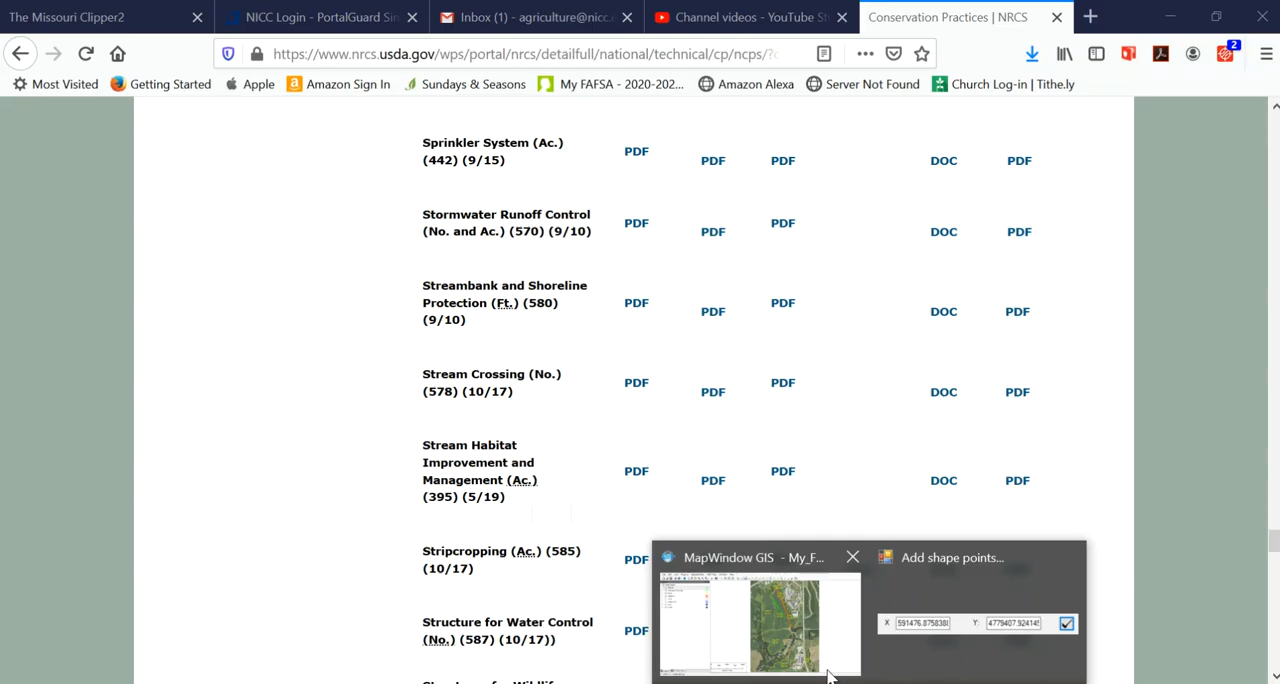 The Missouri Clipper2
NICC Login - PortalGuard Sin
Inbox (1) - agriculture@nicc.
Channel videos - YouTube St
Conservation Practices | NRCS
https://www.nrcs.usda.gov/wps/portal/nrcs/detailfull/national/technical/cp/ncps/?c
2
Most Visited
Getting Started
Apple
Amazon Sign In
Sundays & Seasons
My FAFSA - 2020-202...
Amazon Alexa
Server Not Found
Church Log-in | Tithe.ly
Sprinkler System (Ac.)
(442) (9/15)
PDF
PDF
PDF
DOC
PDF
Stormwater Runoff Control
(No. and Ac.) (570) (9/10)
PDF
PDF
PDF
DOC
PDF
Streambank and Shoreline
Protection (Ft.) (580)
(9/10)
PDF
PDF
PDF
DOC
PDF
Stream Crossing (No.)
(578) (10/17)
PDF
PDF
PDF
DOC
PDF
Stream Habitat
Improvement and
Management (Ac.)
(395) (5/19)
PDF
PDF
PDF
DOC
PDF
Stripcropping (Ac.) (585)
(10/17)
PDF
Structure for Water Control
(No.) (587) (10/17))
PDF
MapWindow GIS - My_F...
Add shape points...
X
591476.8758388
Y:
4779407.924145